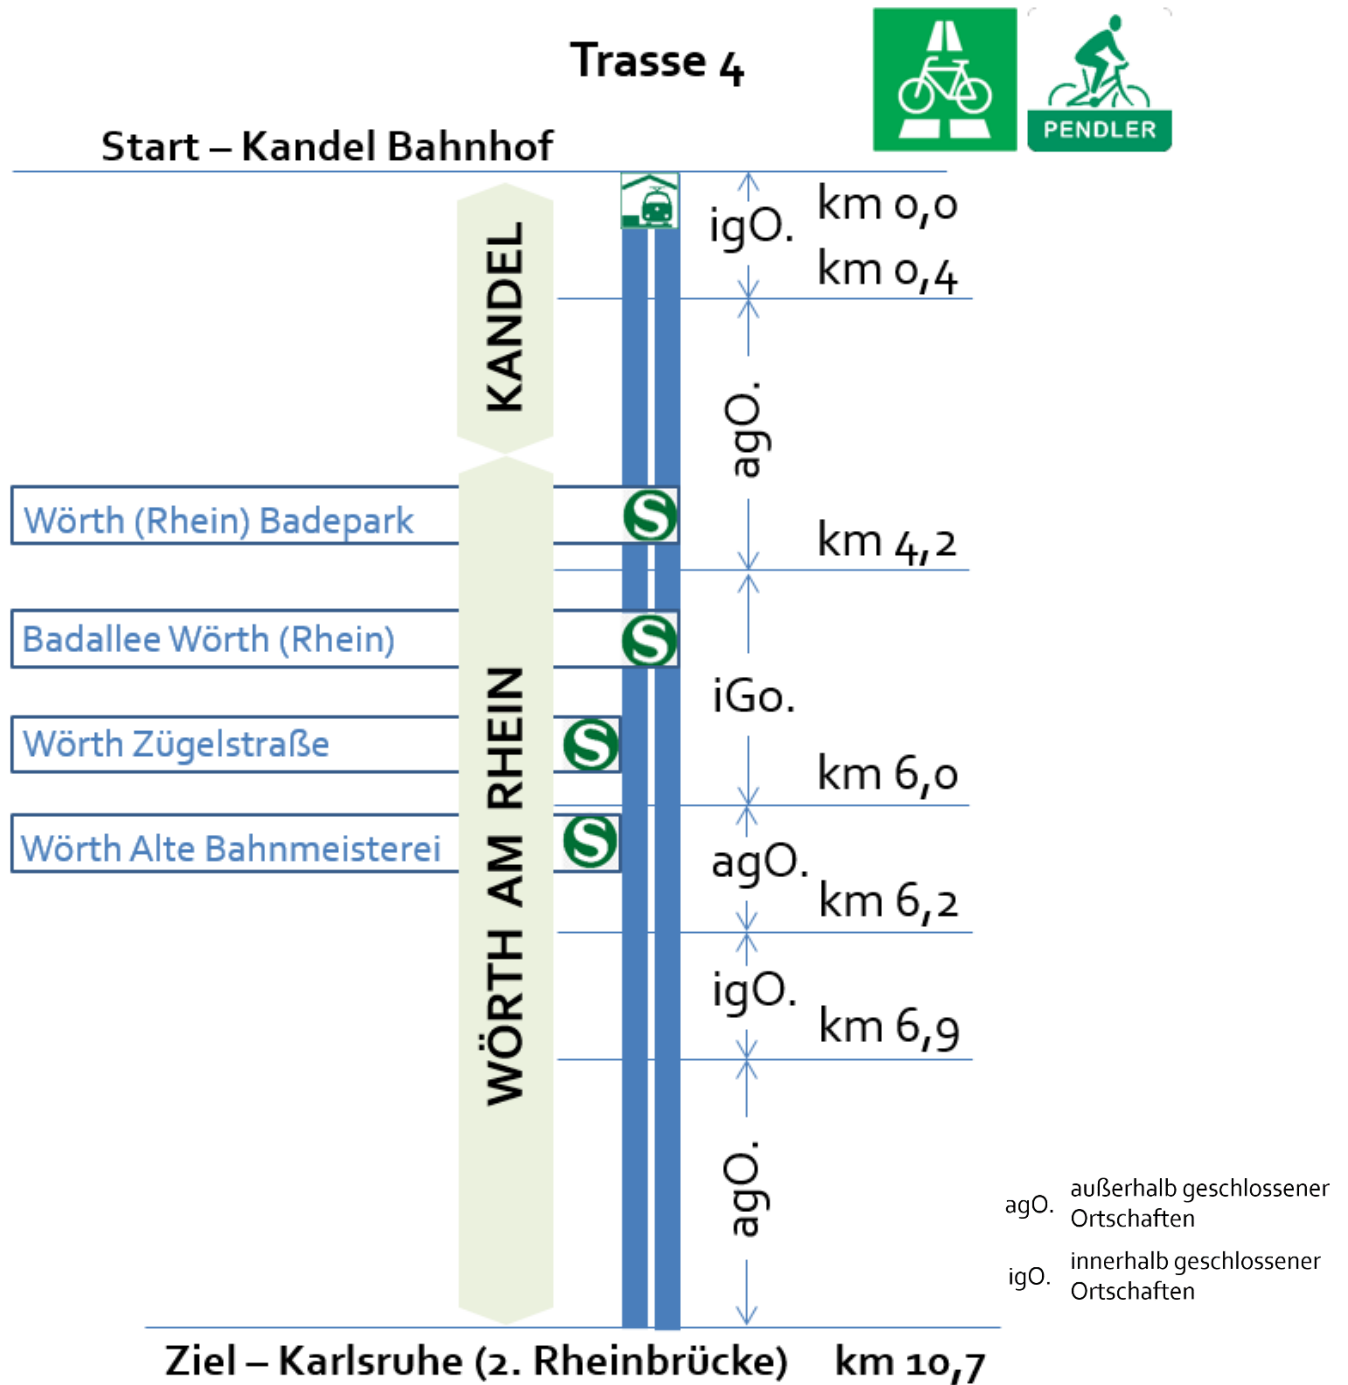 Trasse 4
PENDLER
Start – Kandel Bahnhof
km 0,0
igO.
km 0,4
KANDEL
agO.
Wörth (Rhein) Badepark
S
km 4,2
Badallee Wörth (Rhein)
S
iGo.
WÖRTH AM RHEIN
Wörth Zügelstraße
S
km 6,0
Wörth Alte Bahnmeisterei
S
agO.
km 6,2
igO.
km 6,9
agO.
agO.
außerhalb geschlossener
Ortschaften
igO.
innerhalb geschlossener
Ortschaften
Ziel – Karlsruhe (2. Rheinbrücke) km 10,7